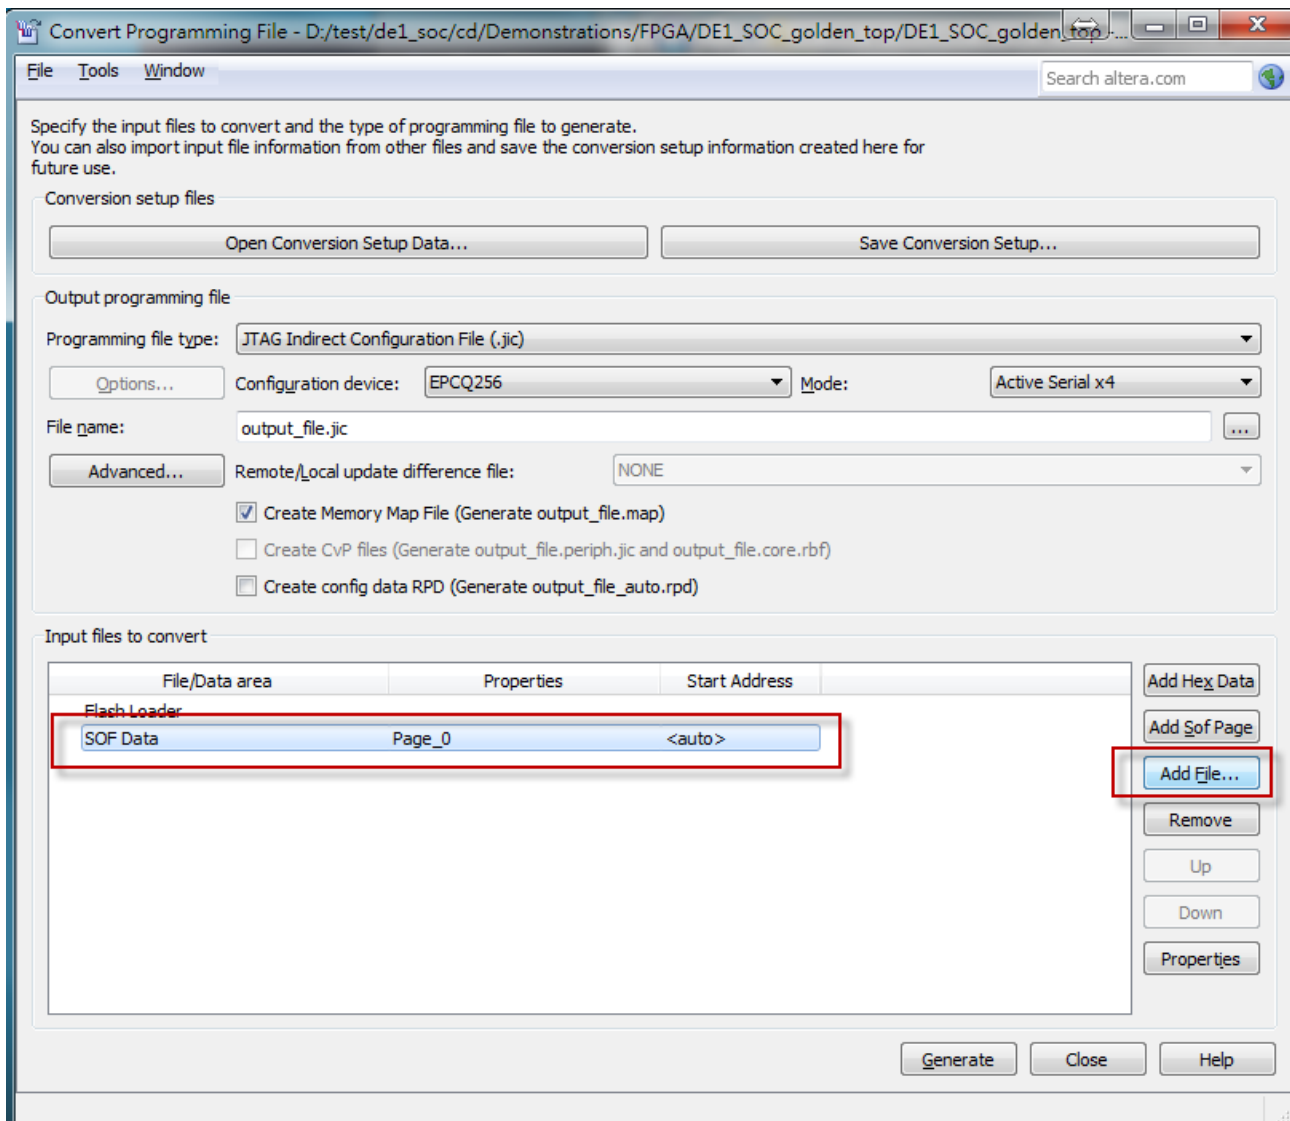 Convert Programming File - D:/test/de1_soc/cd/Demonstrations/FPGA/DE1_SOC_golden_top/DE1_SOC_golden_top -...
File Tools Window
Search altera.com
Specify the input files to convert and the type of programming file to generate.
You can also import input file information from other files and save the conversion setup information created here for
future use.
Conversion setup files
Open Conversion Setup Data... Save Conversion Setup...
Output programming file
Programming file type: JTAG Indirect Configuration File (.jic)
Options... Configuration device: EPCQ256 Mode: Active Serial x4
File name: output_file.jic ...
Advanced... Remote/Local update difference file: NONE
Create Memory Map File (Generate output_file.map)
Create CvP files (Generate output_file.periph.jic and output_file.core.rbf)
Create config data RPD (Generate output_file_auto.rpd)
Input files to convert
File/Data area Properties Start Address
Flash Loader
SOF Data Page_0 <auto>
Add Hex Data
Add Sof Page
Add File...
Remove
Up
Down
Properties
Generate Close Help